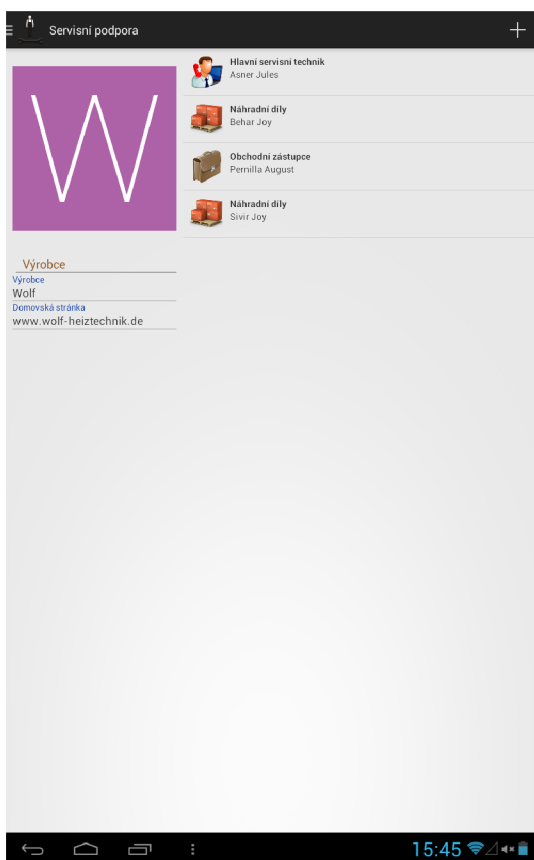 Servisní podpora
W
Výrobce
Výrobce
Wolf
Domovská stránka
www.wolf-heiztechnik.de
Hlavní servisní technik
Asner Jules
Náhradní díly
Behar Joy
Obchodní zástupce
Pernilla August
Náhradní díly
Sivir Joy
15:45